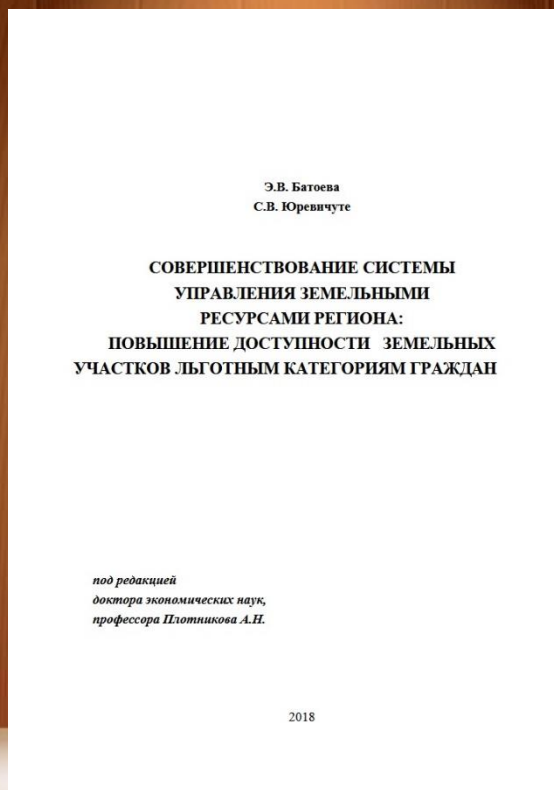 Э.В. Батоева
С.В. Юревичуте
СОВЕРШЕНСТВОВАНИЕ СИСТЕМЫ
УПРАВЛЕНИЯ ЗЕМЕЛЬНЫМИ
РЕСУРСАМИ РЕГИОНА:
ПОВЫШЕНИЕ ДОСТУПНОСТИ ЗЕМЕЛЬНЫХ
УЧАСТКОВ ЛЬГОТНЫМ КАТЕГОРИЯМ ГРАЖДАН
под редакцией
доктора экономических наук,
профессора Плотникова А.Н.
2018